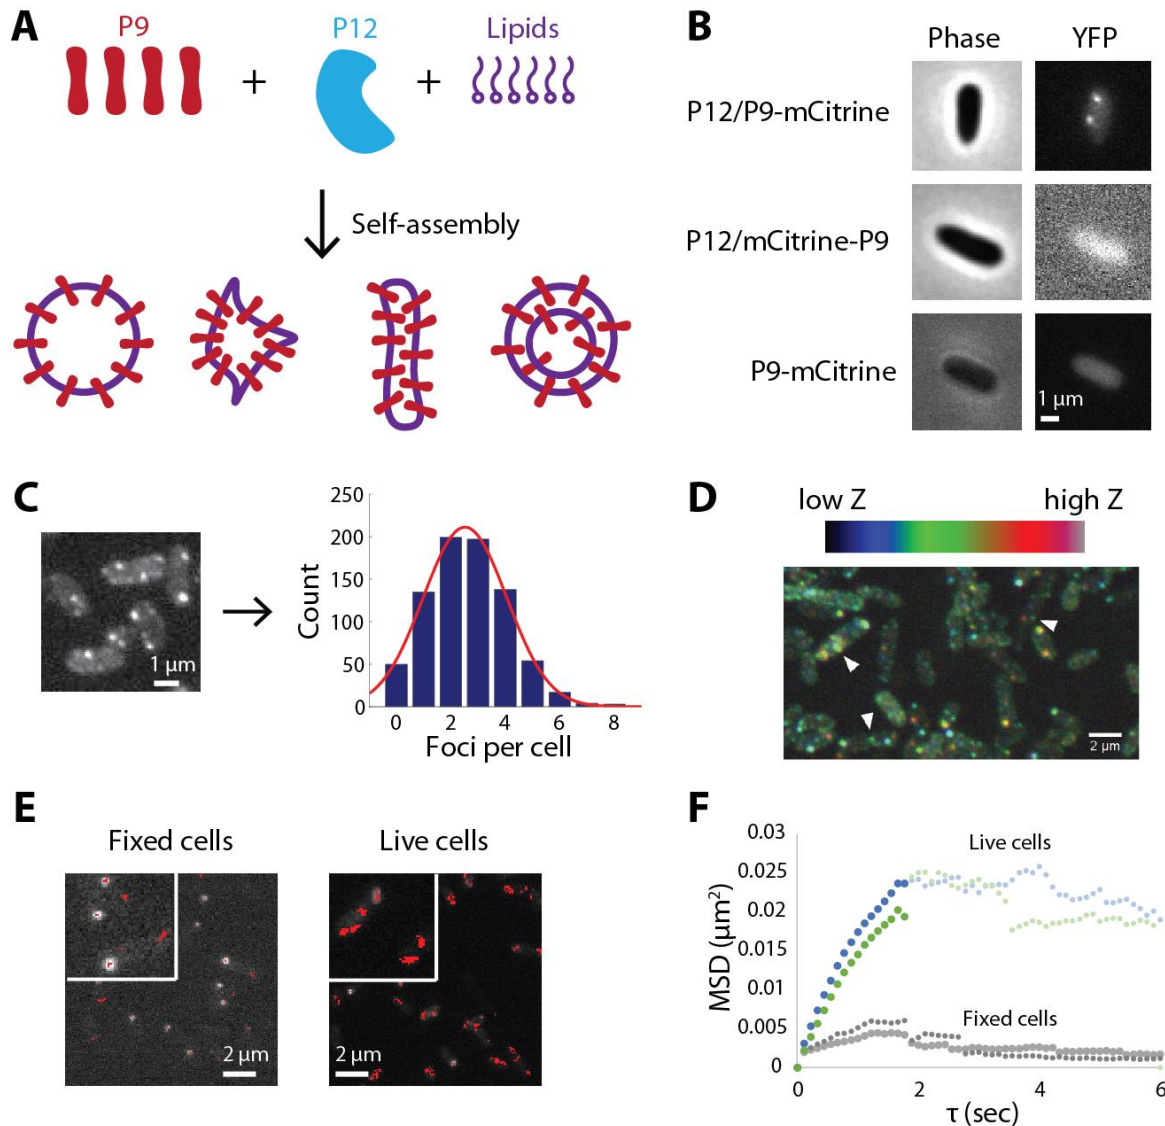 A
P9
P12
Lipids
+
+
Self-assembly
B
Phase
YFP
P12/P9-mCitrine
P12/mCitrine-P9
P9-mCitrine
1 μm
C
1 μm
250
200
150
100
50
0
Count
0 2 4 6 8
Foci per cell
D
low Z
high Z
2 μm
E
Fixed cells
Live cells
2 μm
2 μm
F
0.03
0.025
0.02
0.015
0.01
0.005
0
MSD (μm²)
Live cells
Fixed cells
0 2 4 6
τ (sec)